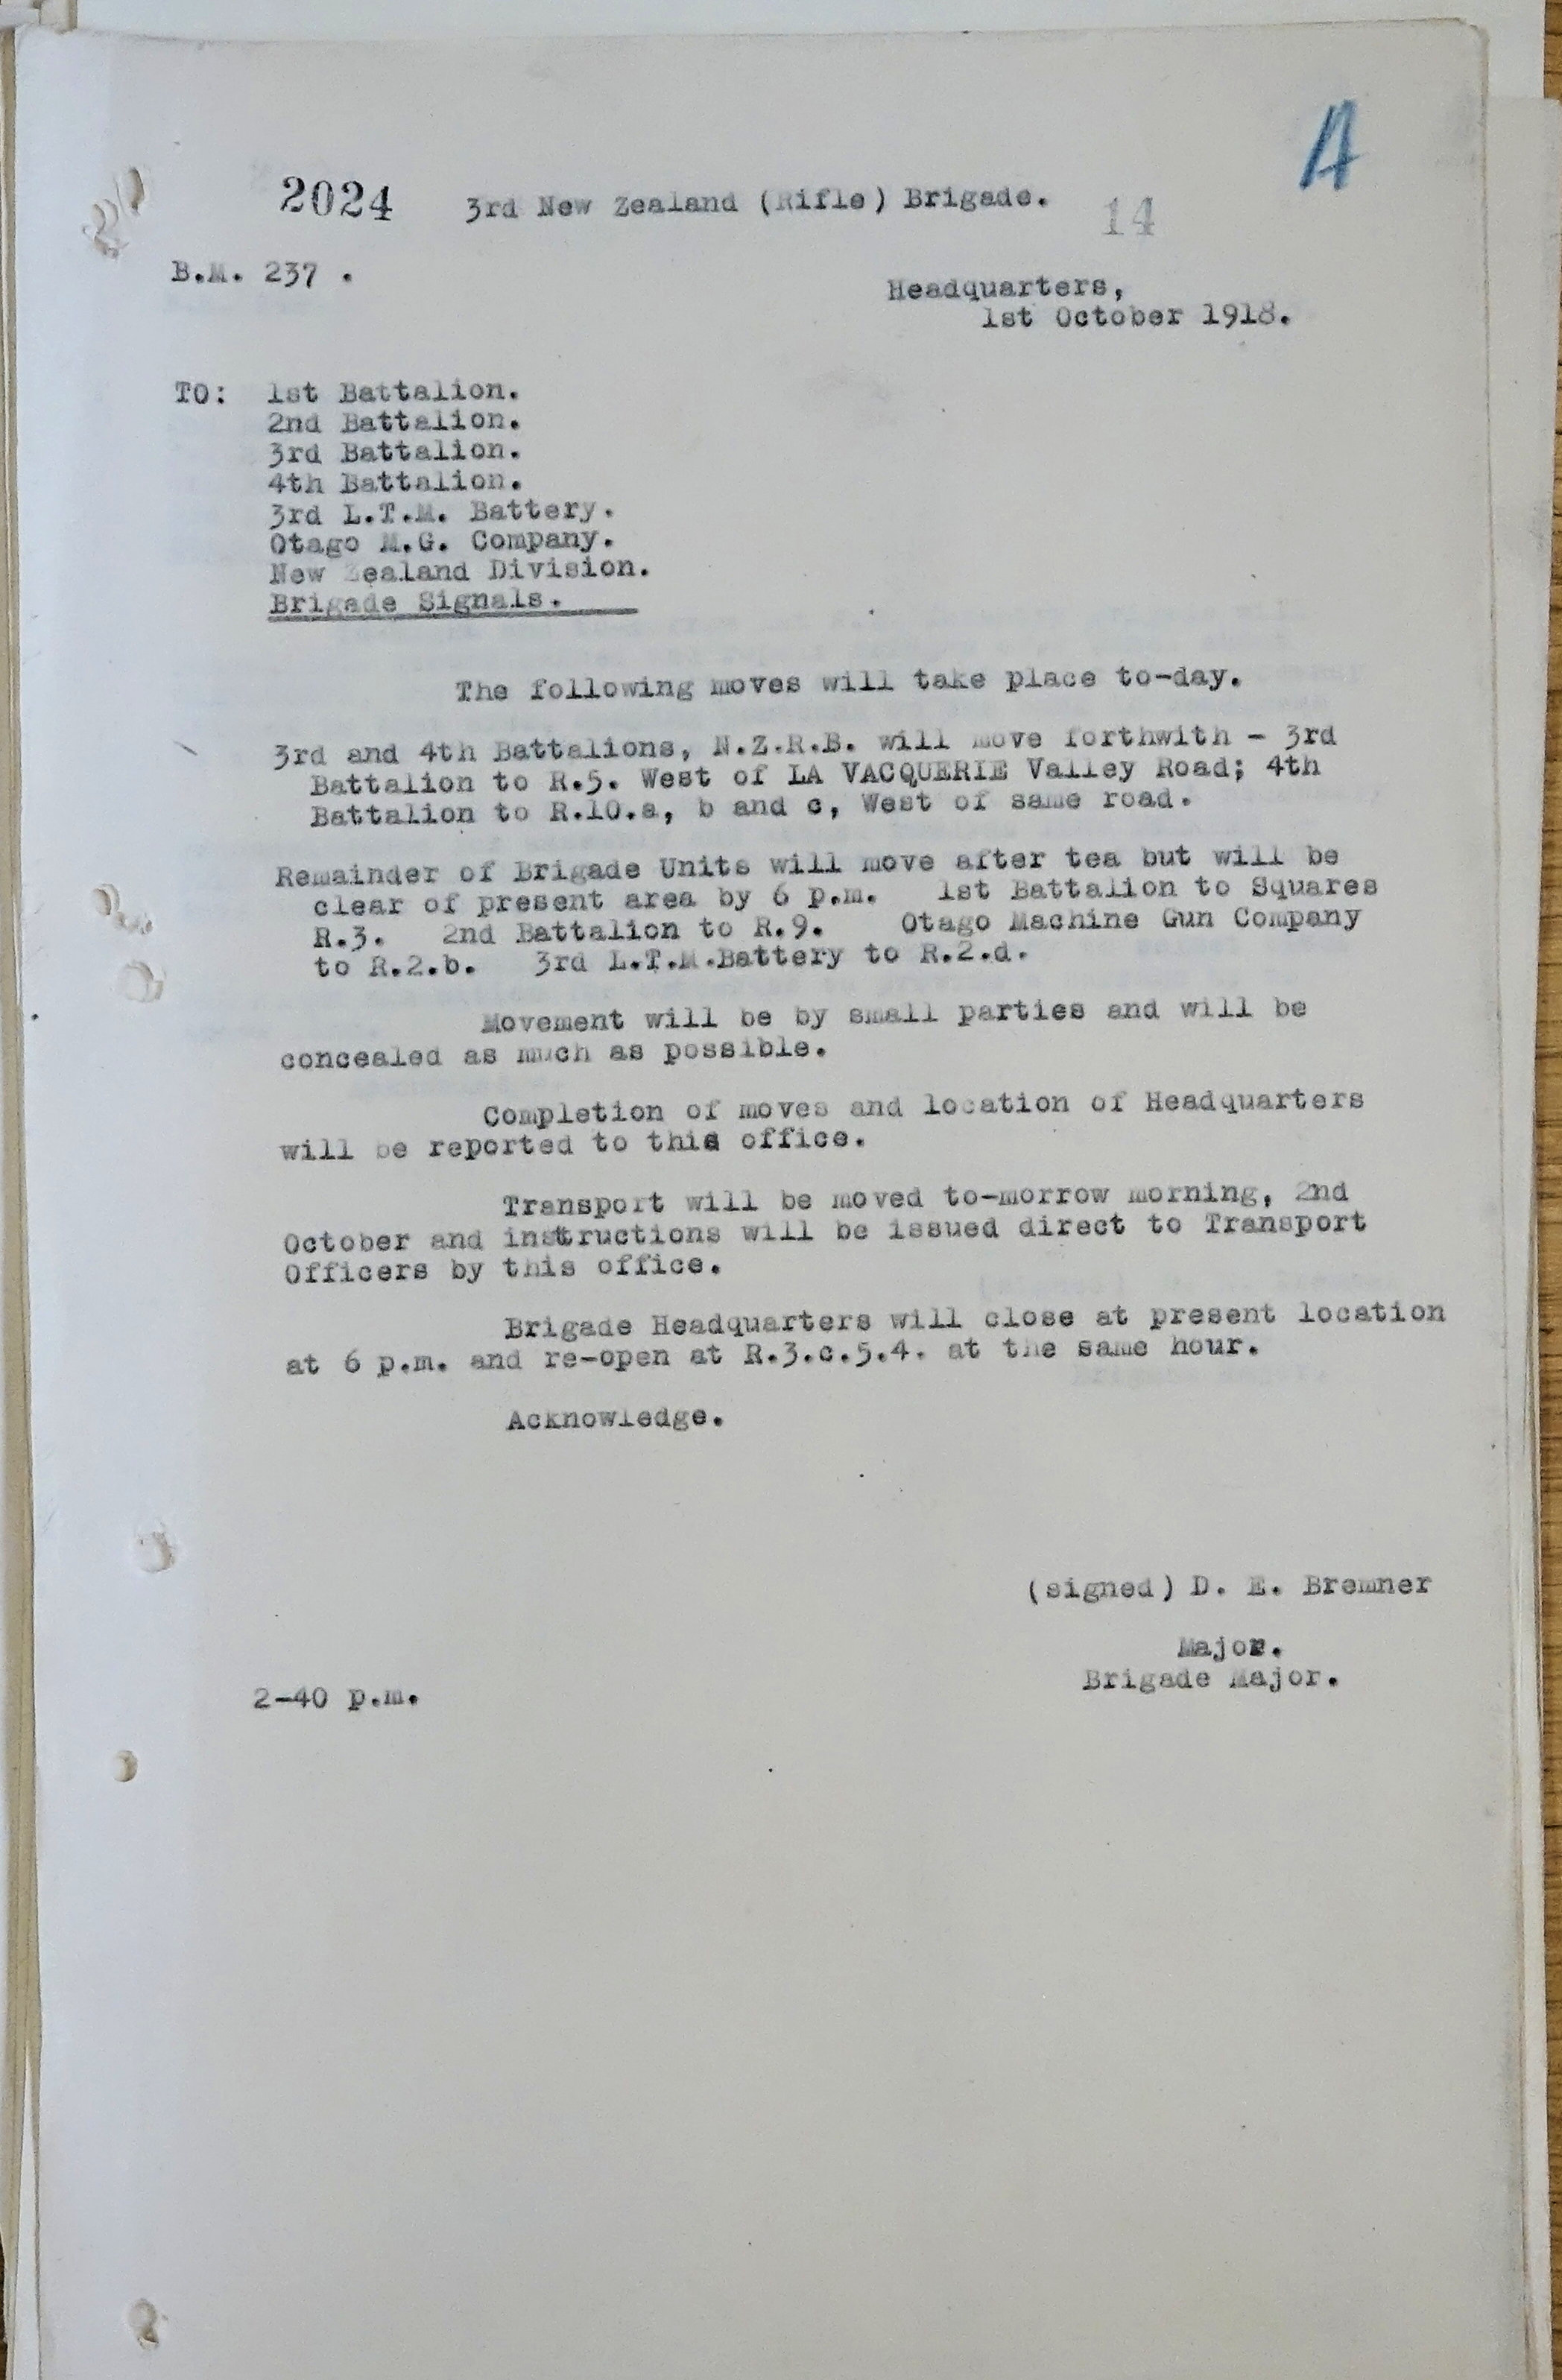 A
2024 3rd New Zealand (Rifle) Brigade. 14
B.M. 237 .
Headquarters,
1st October 1918.
TO: 1st Battalion.
2nd Battalion.
3rd Battalion.
4th Battalion.
3rd L.T.M. Battery.
Otago M.G. Company.
New Zealand Division.
Brigade Signals.
The following moves will take place to-day.
3rd and 4th Battalions, N.Z.R.B. will move forthwith - 3rd
Battalion to R.5. West of LA VACQUERIE Valley Road; 4th
Battalion to R.10.a, b and c, West of same road.
Remainder of Brigade Units will move after tea but will be
clear of present area by 6 p.m. 1st Battalion to Squares
R.3. 2nd Battalion to R.9. Otago Machine Gun Company
to R.2.b. 3rd L.T.M.Battery to R.2.d.
Movement will be by small parties and will be
concealed as much as possible.
Completion of moves and location of Headquarters
will be reported to this office.
Transport will be moved to-morrow morning, 2nd
October and instructions will be issued direct to Transport
Officers by this office.
Brigade Headquarters will close at present location
at 6 p.m. and re-open at R.3.c.5.4. at the same hour.
Acknowledge.
(signed) D. E. Bremner
Major.
Brigade Major.
2-40 p.m.